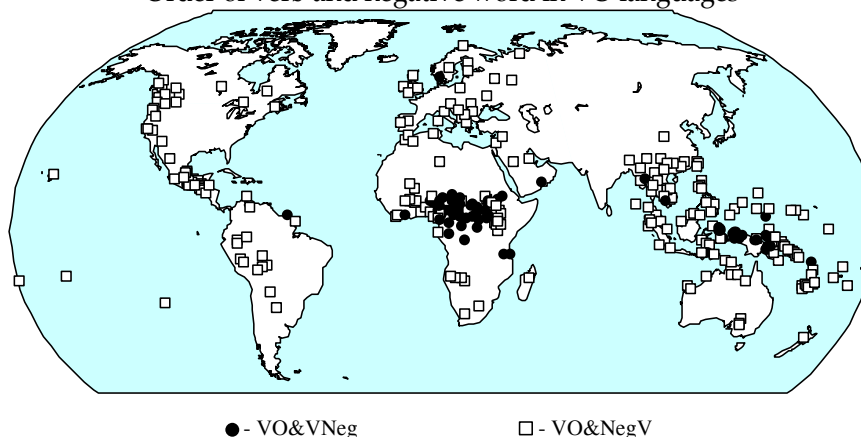 Order of verb and negative word in VO languages
● - VO&VNeg
□ - VO&NegV